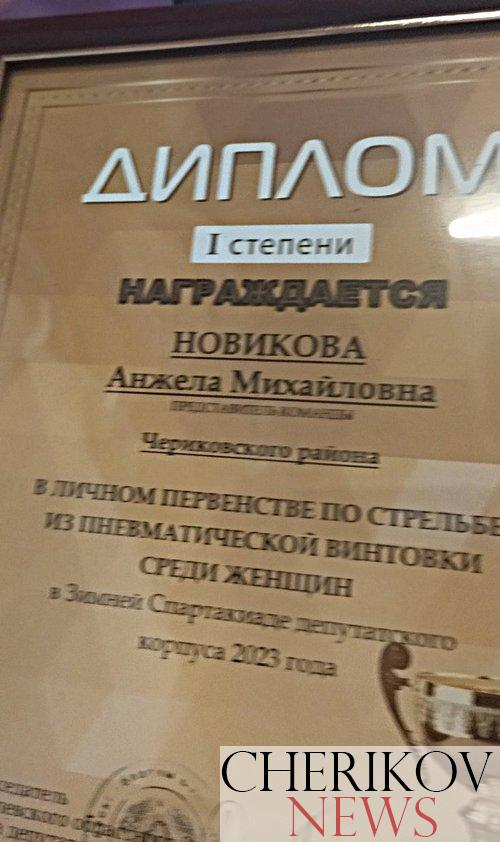 ДИПЛОМ
I степени
НАГРАЖДАЕТСЯ
НОВИКОВА
Анжела Михайловна
ПРЕДСТАВИТЕЛЬ КОМАНДЫ
Чериковского района
В ЛИЧНОМ ПЕРВЕНСТВЕ ПО СТРЕЛЬБЕ
ИЗ ПНЕВМАТИЧЕСКОЙ ВИНТОВКИ
СРЕДИ ЖЕНЩИН
в Зимней Спартакиаде депутатского
корпуса 2023 года
CHERIKOV
NEWS